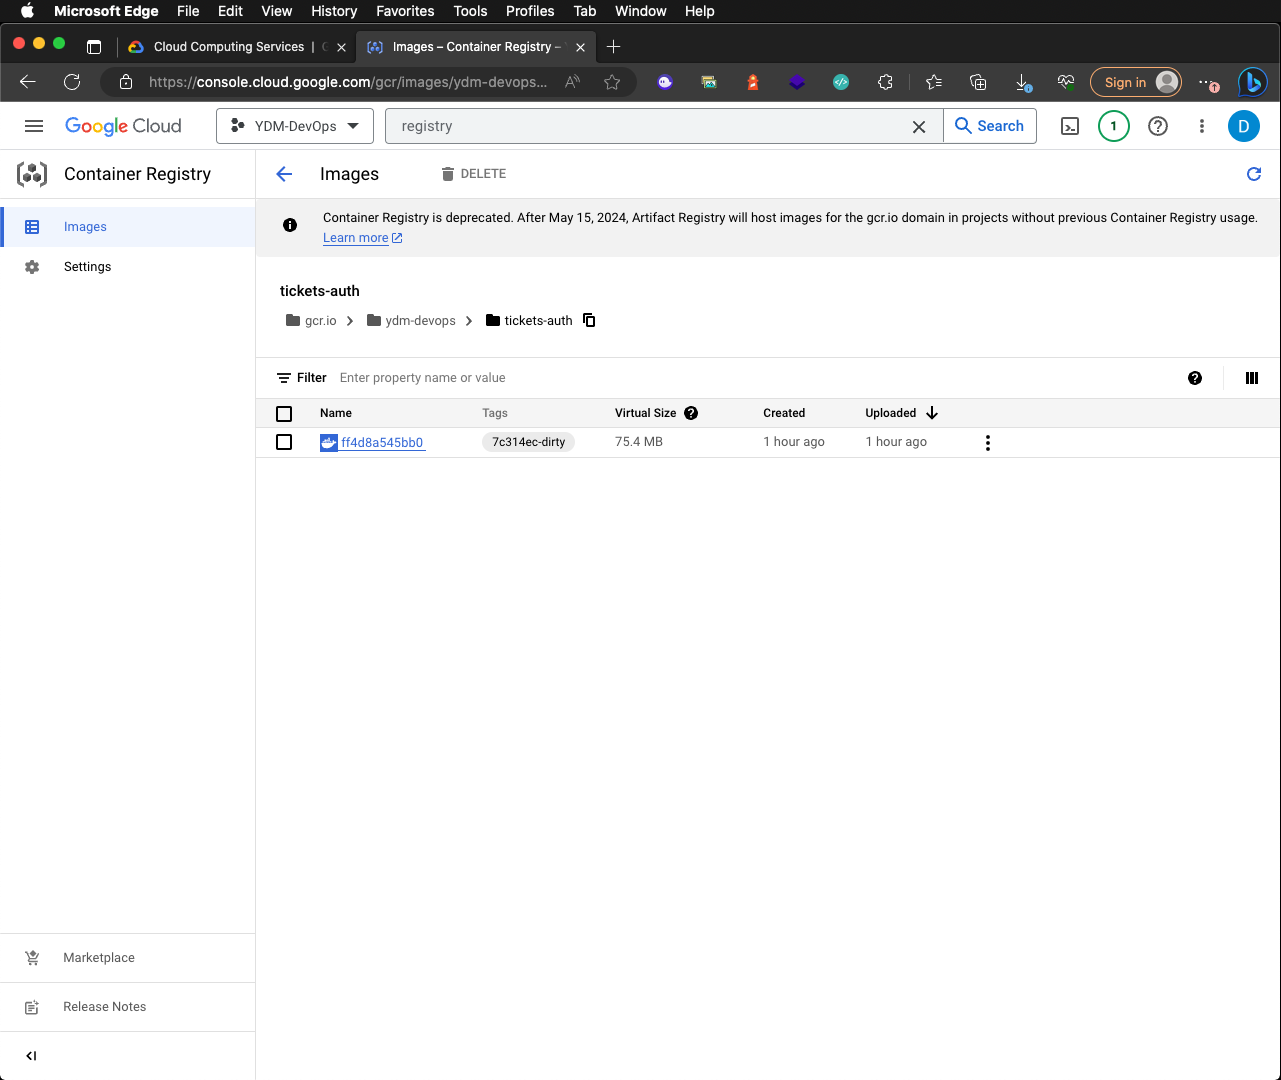 Microsoft Edge File Edit View History Favorites Tools Profiles Tab Window Help
Cloud Computing Services | Images – Container Registry –
https://console.cloud.google.com/gcr/images/ydm-devops... Sign in
Google Cloud YDM-DevOps registry Search 1 D
Container Registry Images DELETE
Images
Settings
Container Registry is deprecated. After May 15, 2024, Artifact Registry will host images for the gcr.io domain in projects without previous Container Registry usage.
Learn more
tickets-auth
gcr.io ydm-devops tickets-auth
Filter Enter property name or value
Name Tags Virtual Size Created Uploaded
ff4d8a545bb0 7c314ec-dirty 75.4 MB 1 hour ago 1 hour ago
Marketplace
Release Notes